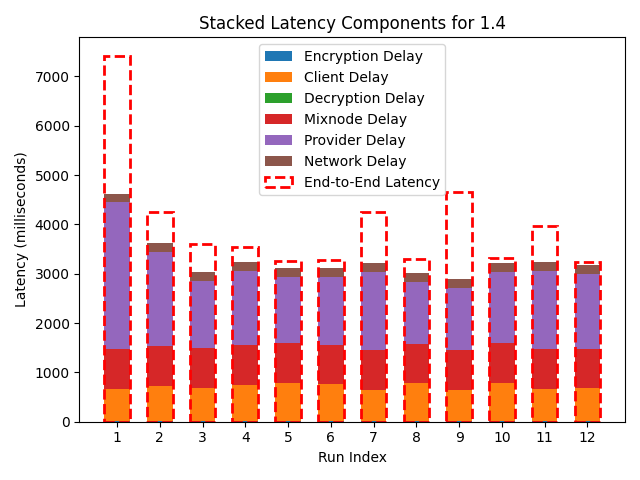 Stacked Latency Components for 1.4
Encryption Delay
Client Delay
Decryption Delay
Mixnode Delay
Provider Delay
Network Delay
End-to-End Latency
Latency (milliseconds)
7000
6000
5000
4000
3000
2000
1000
0
1 2 3 4 5 6 7 8 9 10 11 12
Run Index